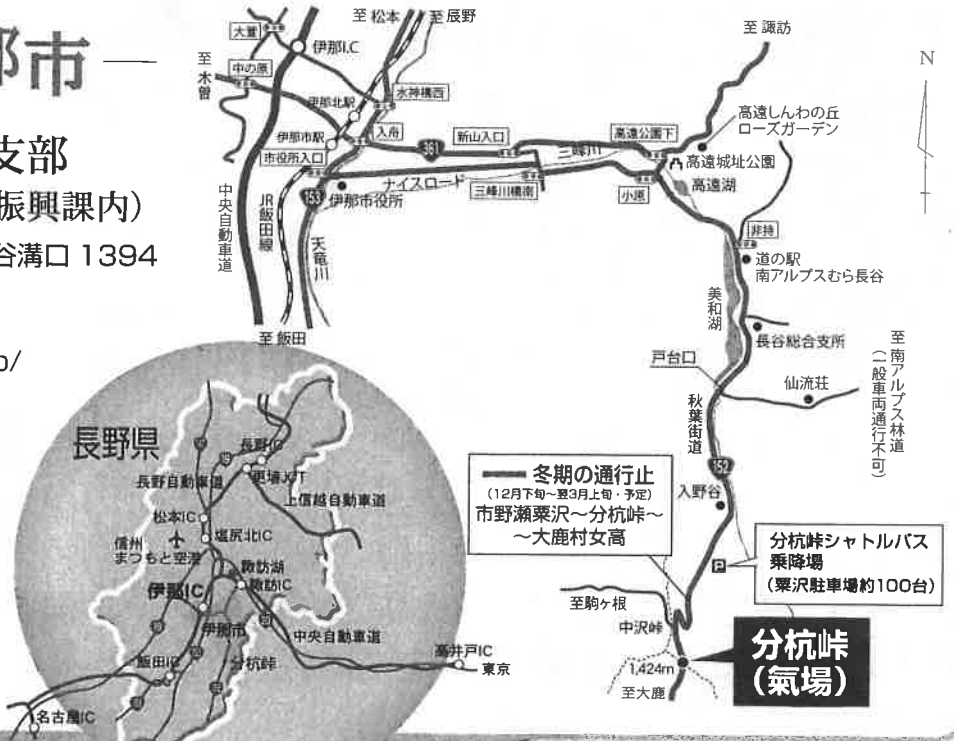 那市
支部
振興課内)
谷溝口 1394
o/
至松本
至辰野
至諏訪
大萱
伊那I.C
至木曽
中の原
N
水神橋西
伊那北駅
高遠しんわの丘
ローズガーデン
入舟
新山入口
高遠公園下
伊那市駅
361
三峰川
高遠城址公園
市役所入口
ナイスロード
高遠湖
153
伊那市役所
三峰川橋南
小原
中央自動車道
JR飯田線
天竜川
非持
道の駅
南アルプスむら長谷
美和湖
至飯田
長谷総合支所
至南アルプス林道
(一般車両通行不可)
戸台口
仙流荘
秋葉街道
152
入野谷
冬期の通行止
(12月下旬〜翌3月上旬・予定)
市野瀬粟沢〜分杭峠〜
〜大鹿村女高
P
分杭峠シャトルバス
乗降場
(粟沢駐車場約100台)
至駒ヶ根
中沢峠
分杭峠
(氣場)
1,424m
至大鹿
長野県
長野IC
更埴JCT
長野自動車道
上信越自動車道
松本IC
塩尻北IC
信州
まつもと空港
諏訪湖
諏訪IC
伊那IC
伊那市
中央自動車道
高井戸IC
東京
飯田IC
分杭峠
名古屋IC